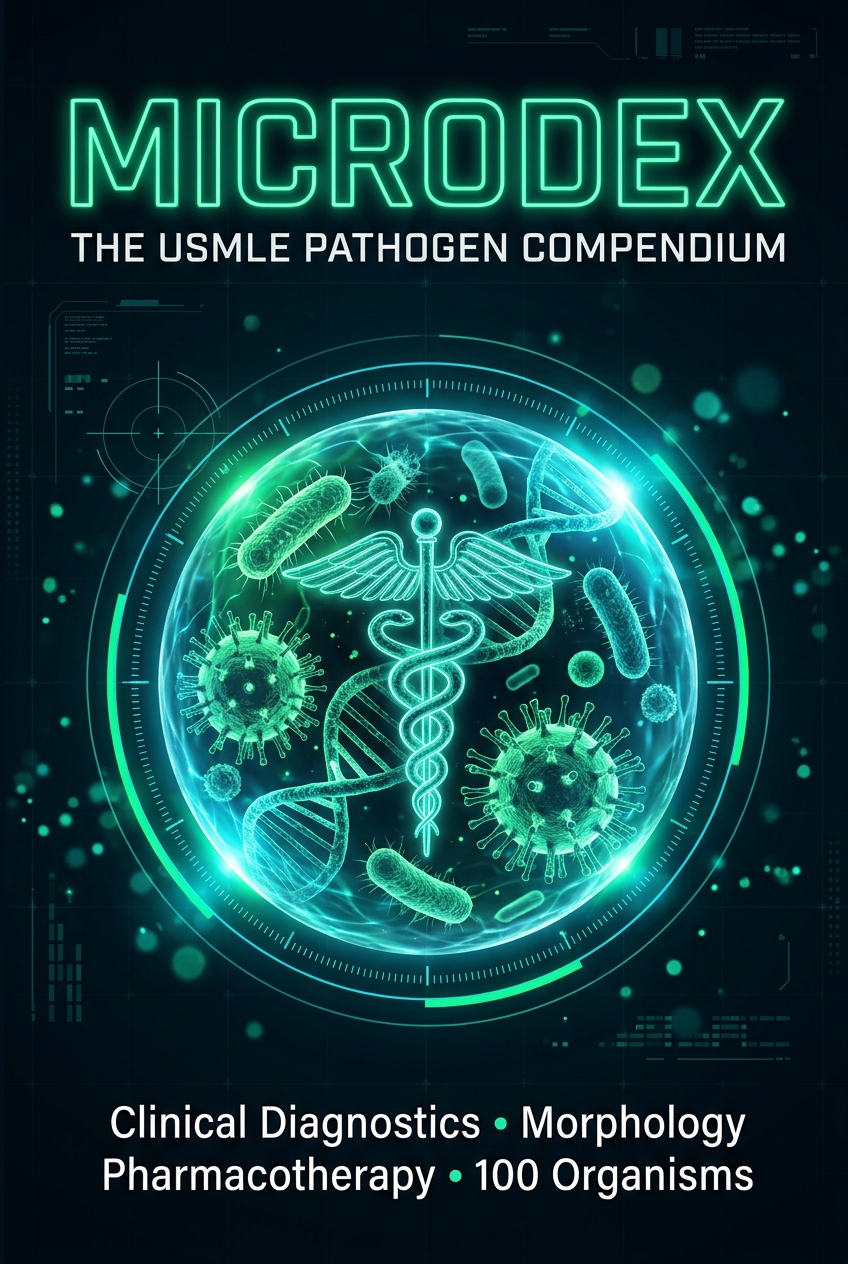 MICRODEX
THE USMLE PATHOGEN COMPENDIUM
Clinical Diagnostics • Morphology
Pharmacotherapy • 100 Organisms